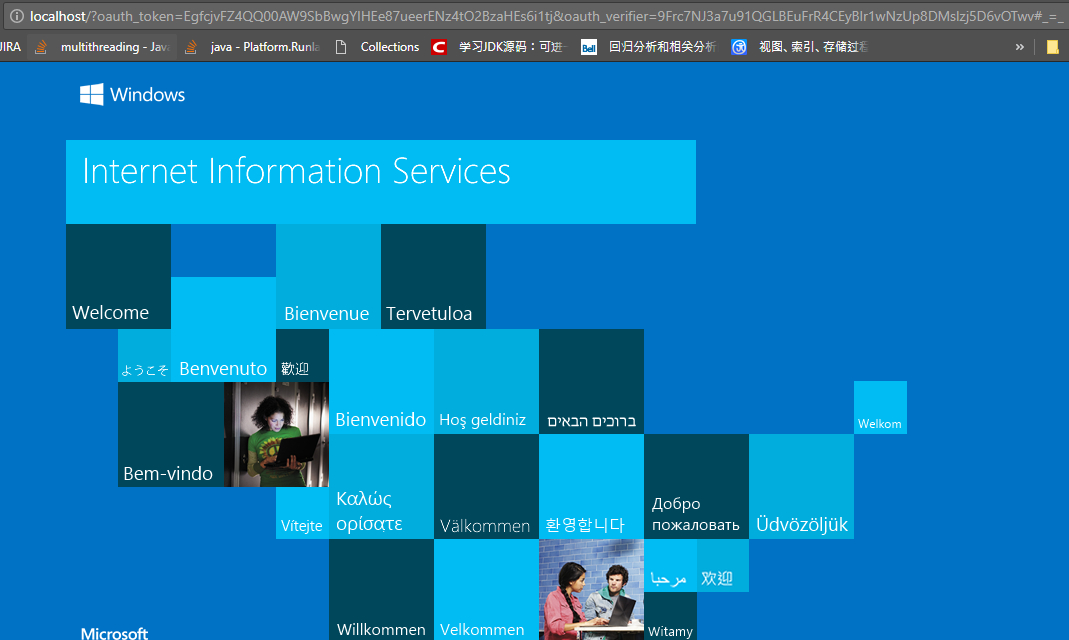 localhost/?oauth_token=EgfcjvFZ4QQ00AW9SbBwgYIHEe87ueerENz4tO2BzaHEs6i1tj&oauth_verifier=9Frc7NJ3a7u91QGLBEuFrR4CEyBIr1wNzUp8DMslzj5D6vOTwv#_=_
JIRA multithreading - Java java - Platform.Runla Collections 学习JDK源码：可进 Bell 回归分析和相关分析 视图、索引、存储过程 »
Windows
Internet Information Services
Welcome
Bienvenue
Tervetuloa
ようこそ
Benvenuto
歡迎
Bienvenido
Hoş geldiniz
ברוכים הבאים
Welkom
Bem-vindo
Vítejte
Καλώς
ορίσατε
Välkommen
환영합니다
Добро
пожаловать
Üdvözöljük
مرحبا
欢迎
Willkommen
Velkommen
Witamy
Microsoft